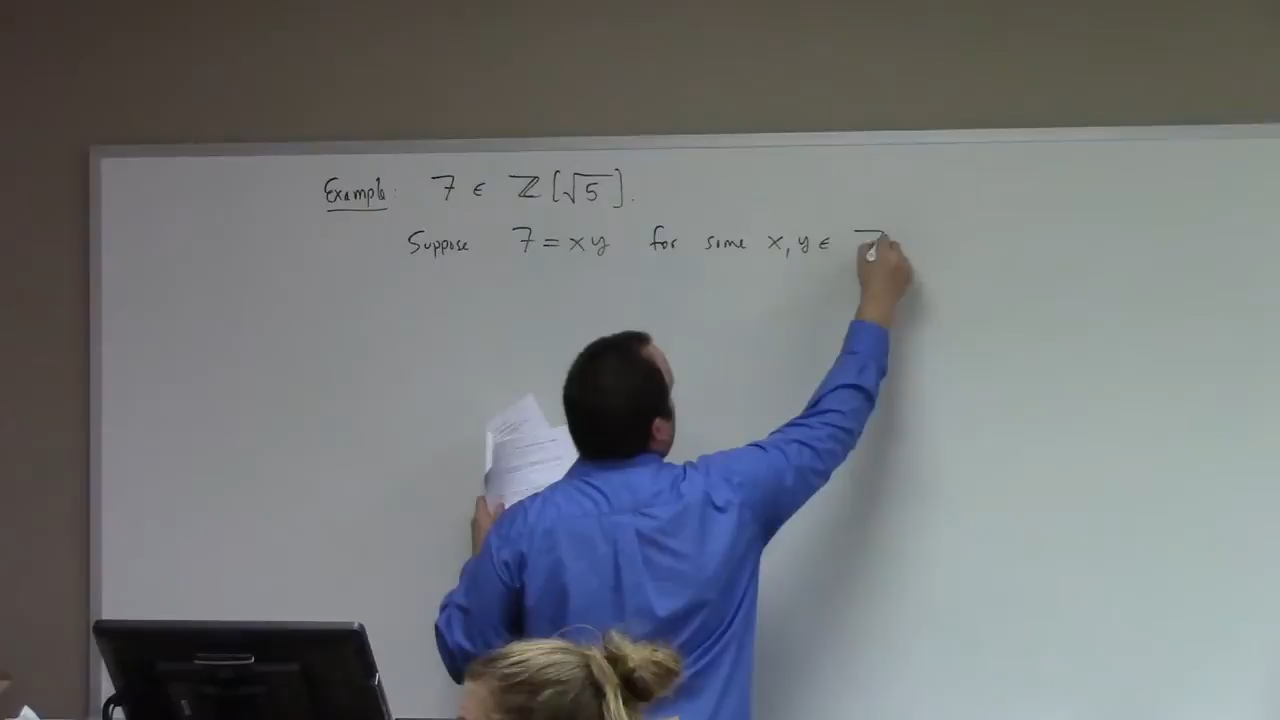 Example: 7 ∈ ℤ[√5].
Suppose 7 = xy for some x, y ∈